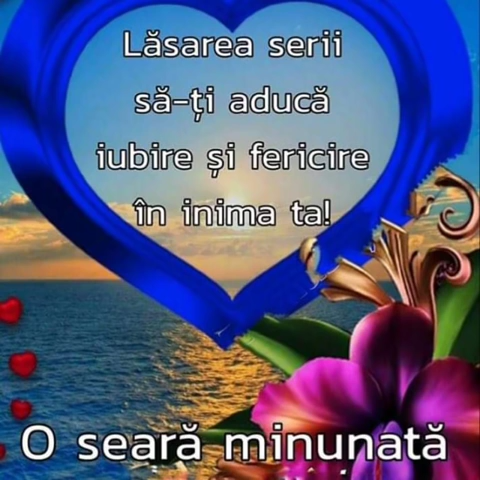 Lăsarea serii
să-ți aducă
iubire și fericire
în inima ta!
O seară minunată